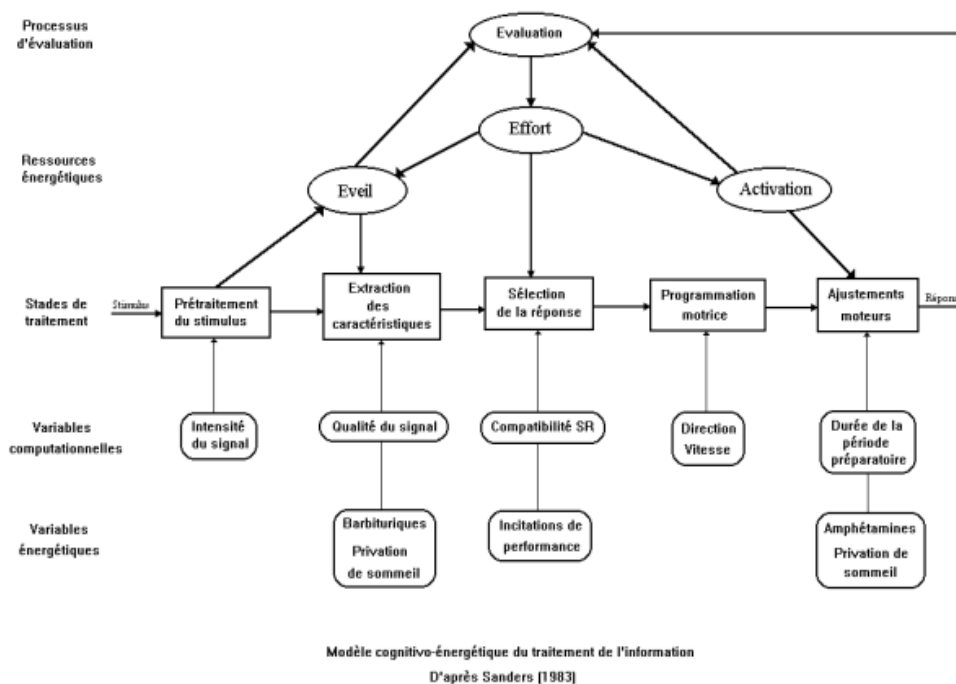 Processus
d'évaluation
Evaluation
Ressources
énergétiques
Effort
Eveil
Activation
Stades de
traitement
Stimulus
Prétraitement
du stimulus
Extraction
des
caractéristiques
Sélection
de la réponse
Programmation
motrice
Ajustements
moteurs
Répons
Variables
computationnelles
Intensité
du signal
Qualité du signal
Compatibilité SR
Direction
Vitesse
Durée de la
période
préparatoire
Variables
énergétiques
Barbituriques
Privation
de sommeil
Incitations de
performance
Amphétamines
Privation de
sommeil
Modèle cognitivo-énergétique du traitement de l'information
D'après Sanders [1983]